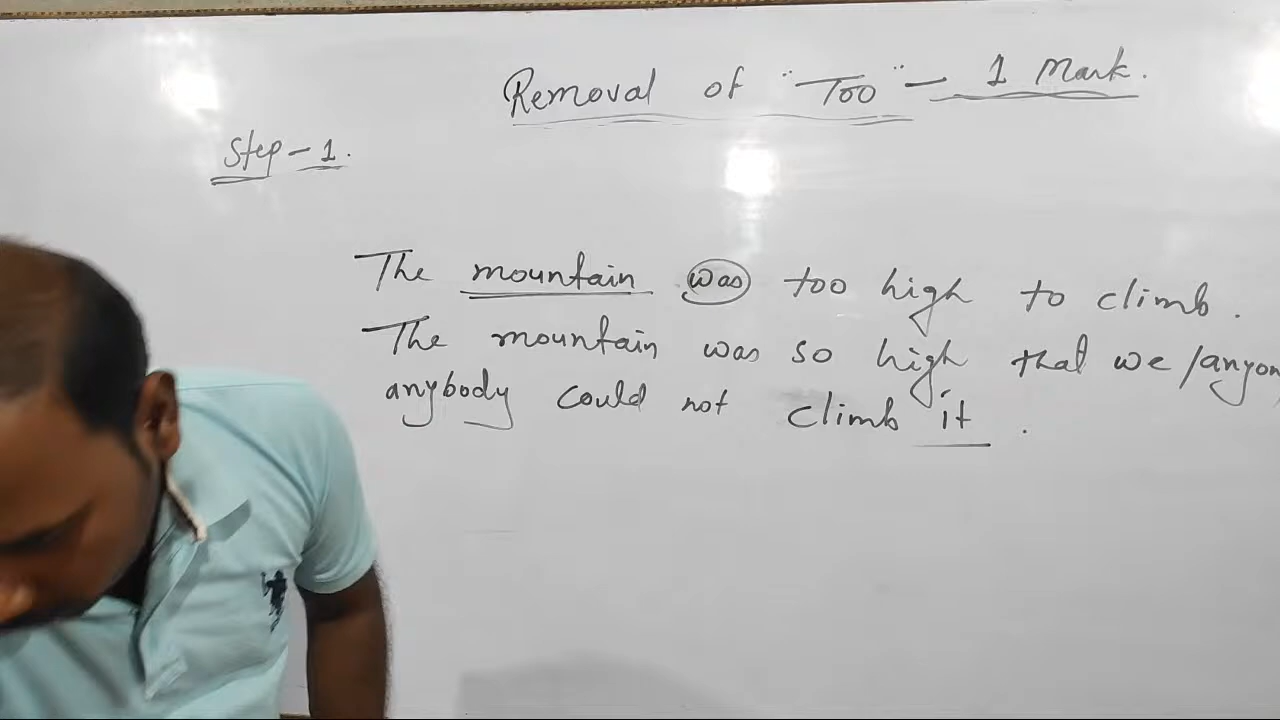 Removal of "Too" - 1 Mark.
Step-1.
The mountain was too high to climb.
The mountain was so high that we /
anybody could not climb it.